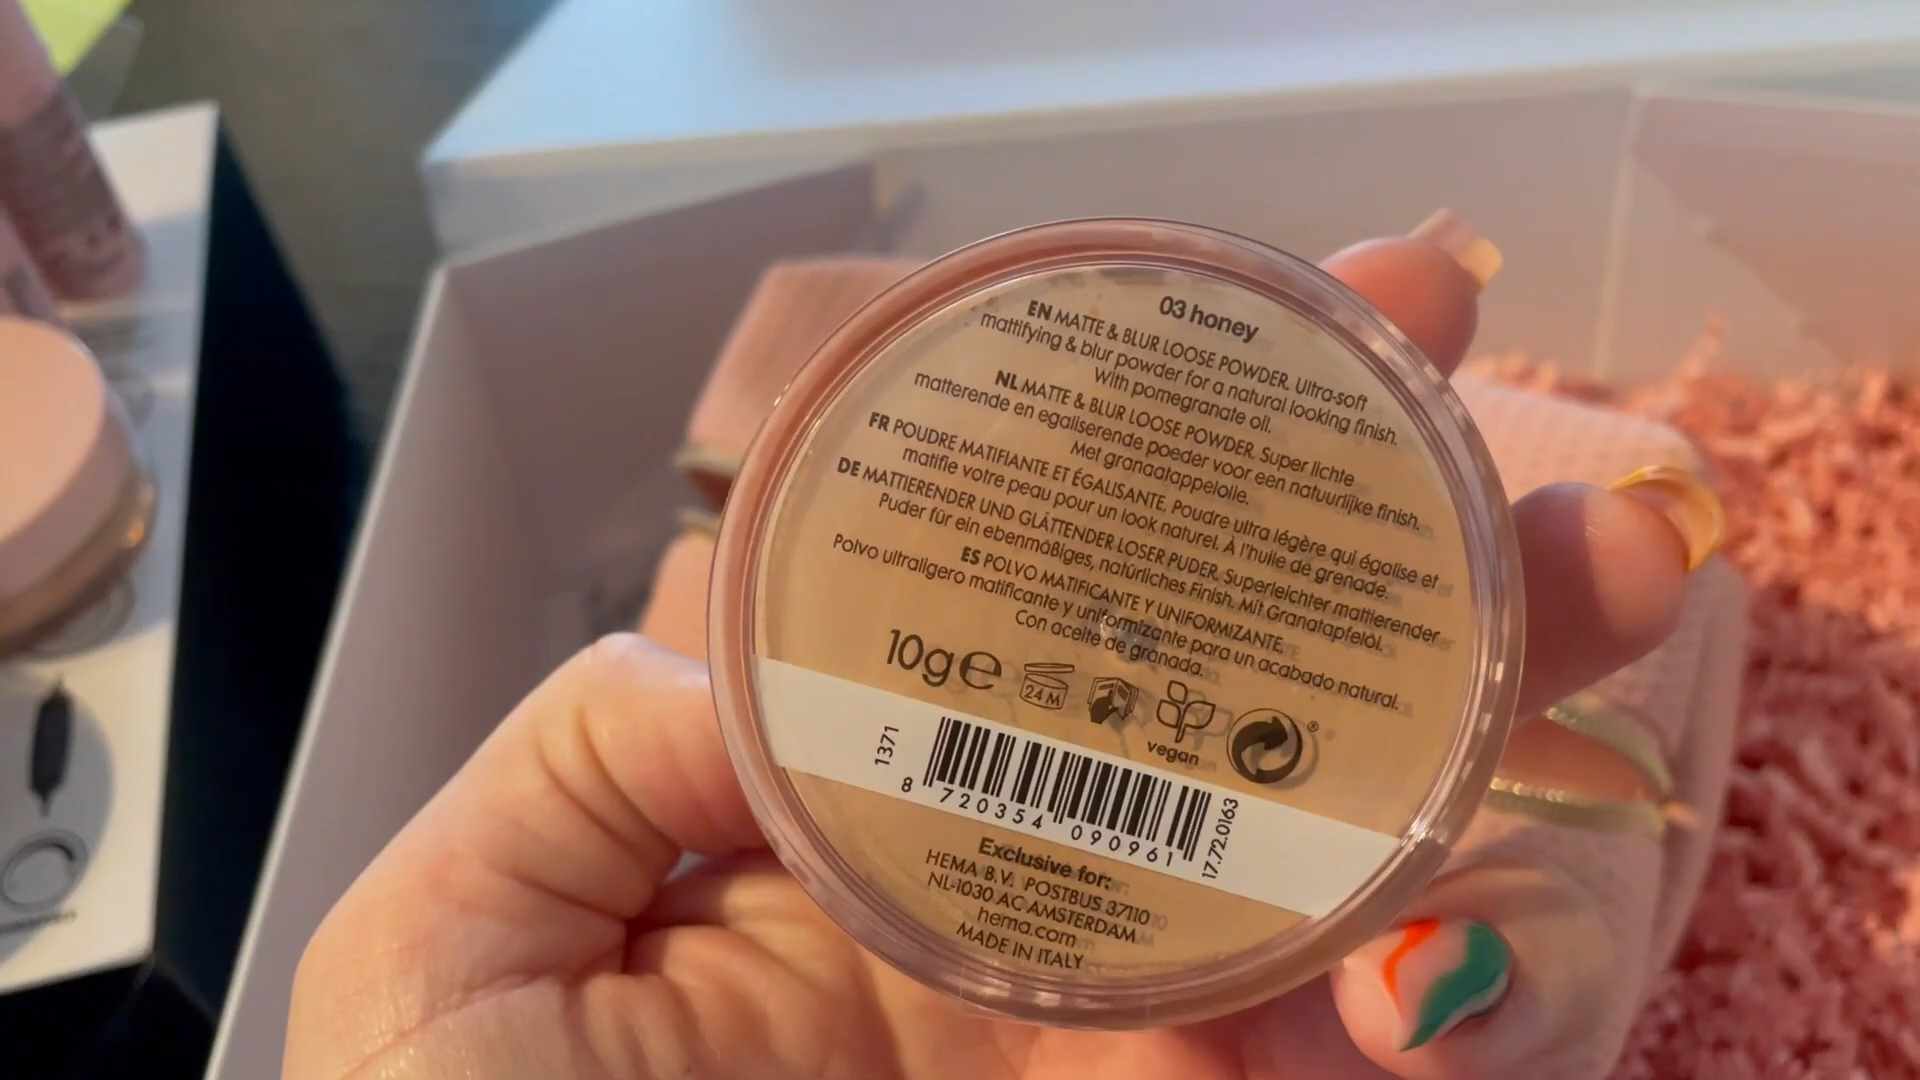 03 honey
EN MATTE & BLUR LOOSE POWDER. Ultra-soft
mattifying & blur powder for a natural looking finish.
With pomegranate oil.
NL MATTE & BLUR LOOSE POWDER. Super lichte
matterende en egaliserende poeder voor een natuurlijke finish.
Met granaatappelolie.
FR POUDRE MATIFIANTE ET ÉGALISANTE. Poudre ultra légère qui égalise et
matifie votre peau pour un look naturel. À l'huile de grenade.
DE MATTIERENDER UND GLÄTTENDER LOSER PUDER. Superleichter mattierender
Puder für ein ebenmäßiges, natürliches Finish. Mit Granatapfelöl.
ES POLVO MATIFICANTE Y UNIFORMIZANTE.
Polvo ultraligero matificante y uniformizante para un acabado natural.
Con aceite de granada.
10g e
24 M
vegan
®
1371
8 720354 090961
17.72.0163
Exclusive for:
HEMA B.V. POSTBUS 37110
NL-1030 AC AMSTERDAM
hema.com
MADE IN ITALY